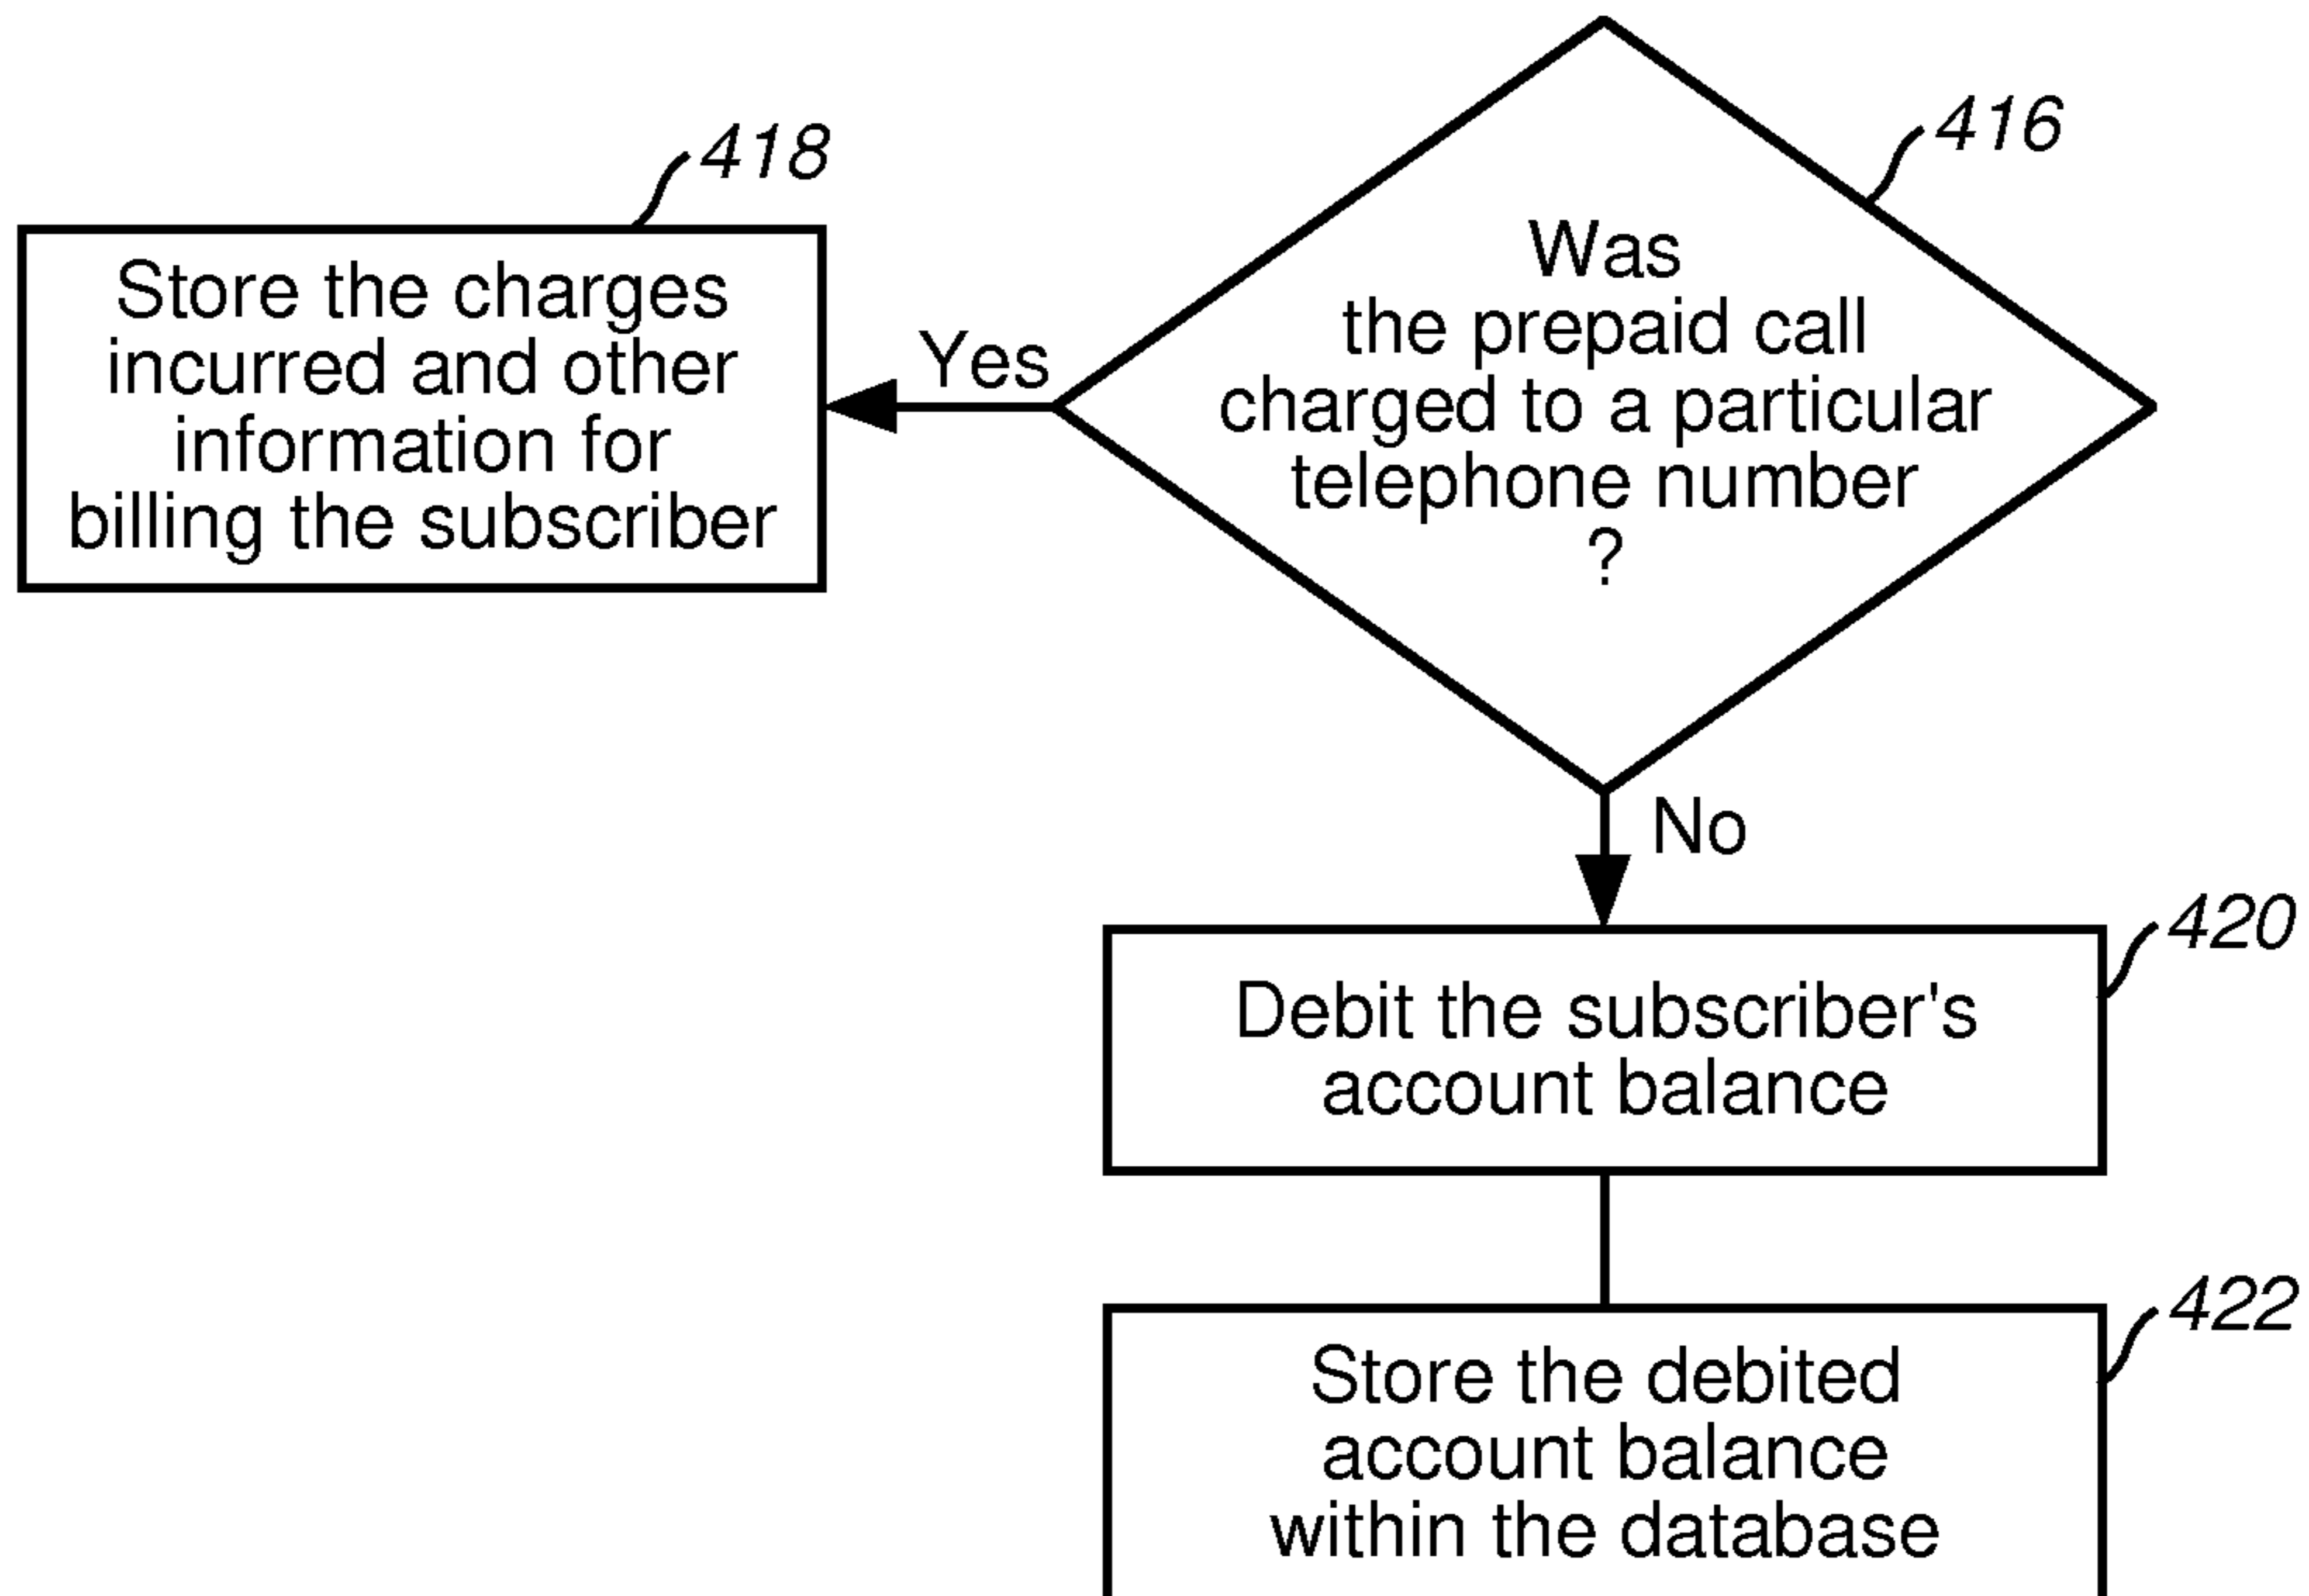 416
Was
the prepaid call
charged to a particular
telephone number
?
Yes
418
Store the charges
incurred and other
information for
billing the subscriber
No
420
Debit the subscriber's
account balance
422
Store the debited
account balance
within the database